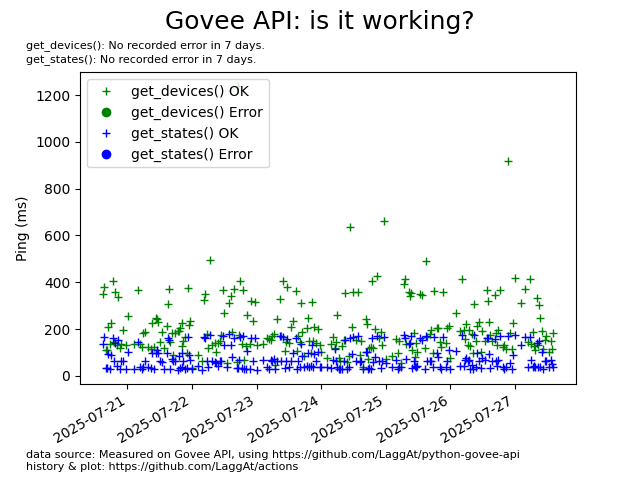 Govee API: is it working?
get_devices(): No recorded error in 7 days.
get_states(): No recorded error in 7 days.
get_devices() OK
get_devices() Error
get_states() OK
get_states() Error
Ping (ms)
1200
1000
800
600
400
200
0
2025-07-21
2025-07-22
2025-07-23
2025-07-24
2025-07-25
2025-07-26
2025-07-27
data source: Measured on Govee API, using https://github.com/LaggAt/python-govee-api
history & plot: https://github.com/LaggAt/actions